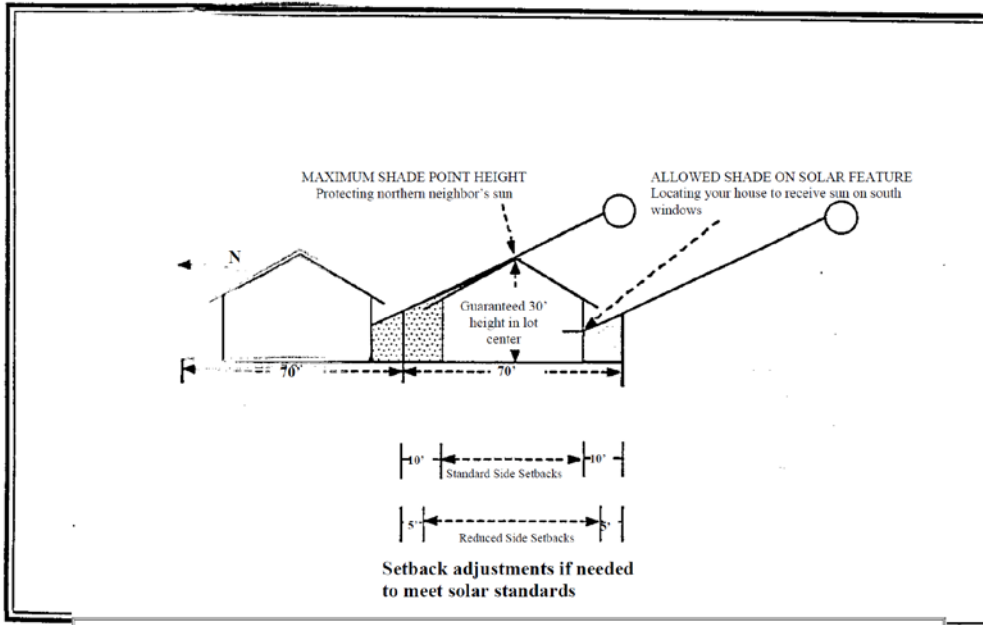 MAXIMUM SHADE POINT HEIGHT
Protecting northern neighbor's sun
ALLOWED SHADE ON SOLAR FEATURE
Locating your house to receive sun on south
windows
N
Guaranteed 30'
height in lot
center
70'
70'
10'
10'
Standard Side Setbacks
5'
5'
Reduced Side Setbacks
Setback adjustments if needed
to meet solar standards